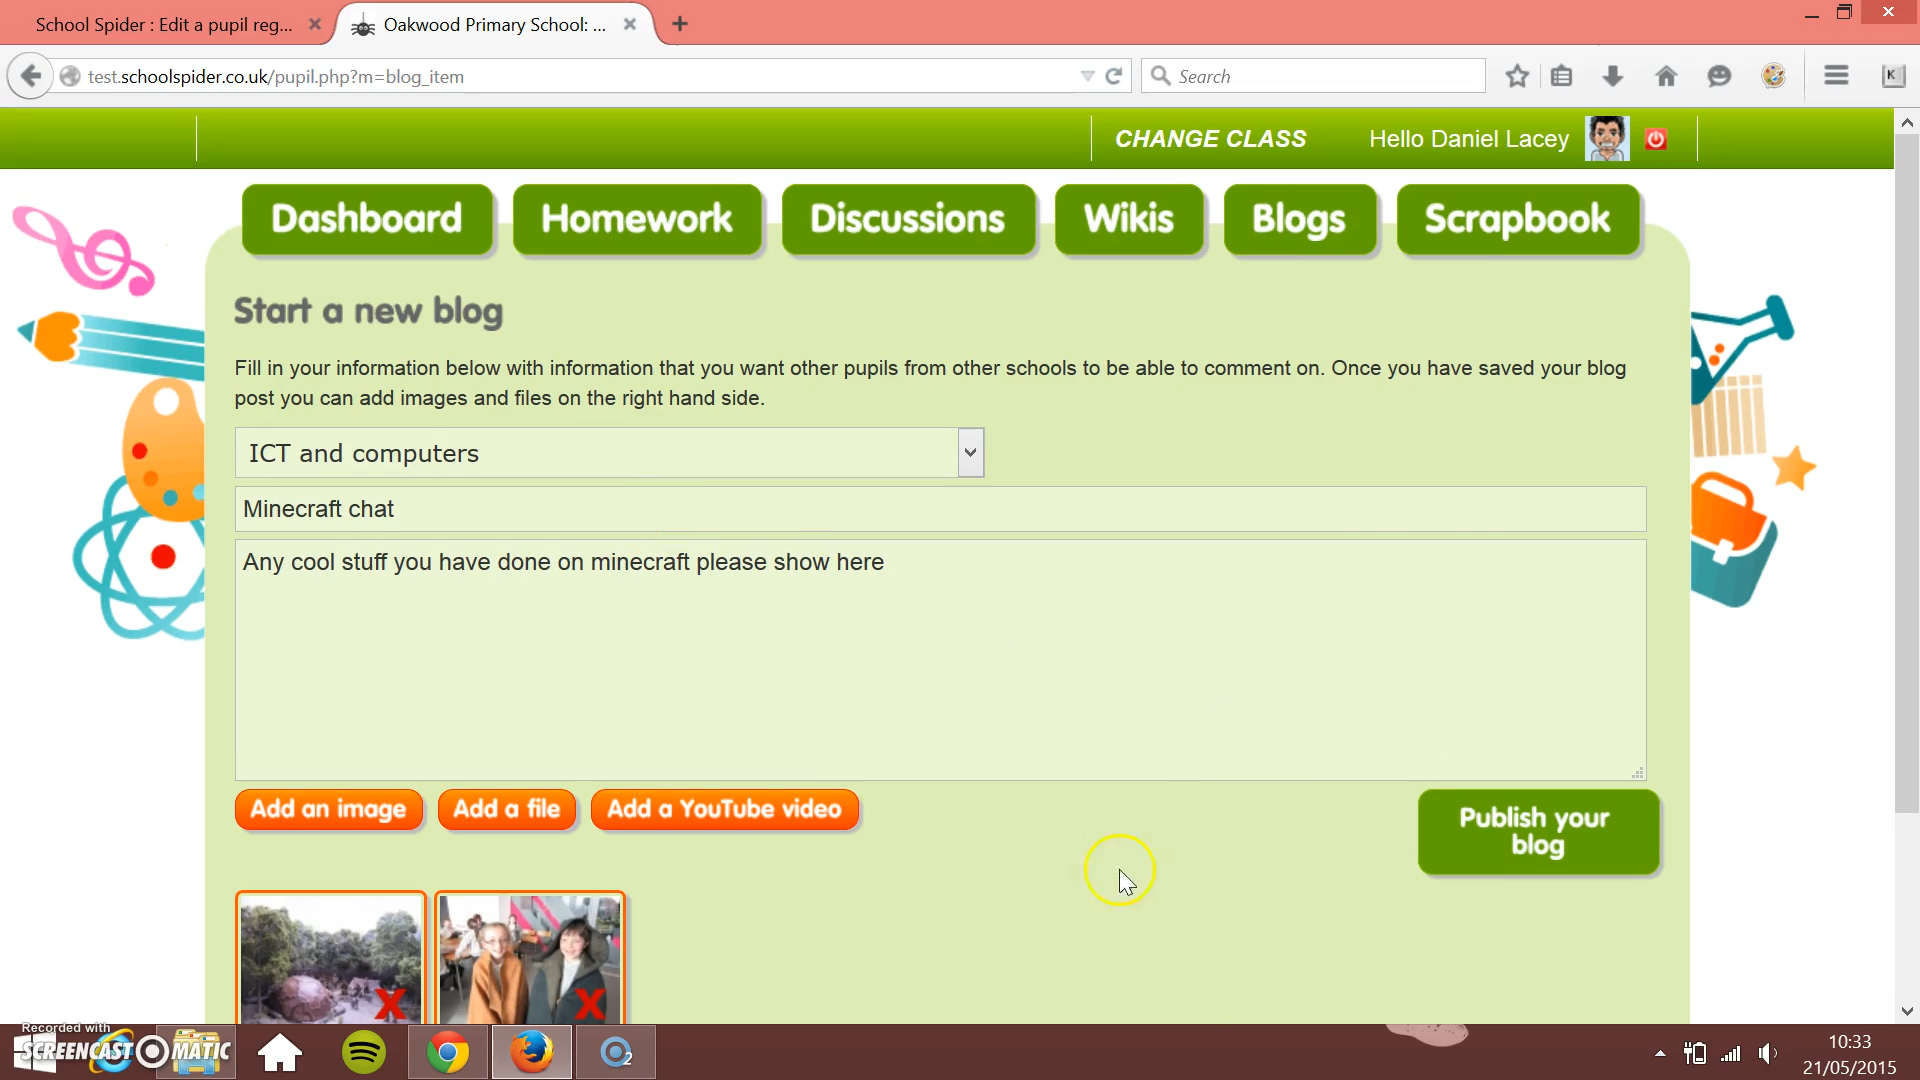 School Spider : Edit a pupil reg...
Oakwood Primary School: ...
test.schoolspider.co.uk/pupil.php?m=blog_item
Search
K
CHANGE CLASS
Hello Daniel Lacey
Dashboard
Homework
Discussions
Wikis
Blogs
Scrapbook
Start a new blog
Fill in your information below with information that you want other pupils from other schools to be able to comment on. Once you have saved your blog
post you can add images and files on the right hand side.
ICT and computers
Minecraft chat
Any cool stuff you have done on minecraft please show here
Add an image
Add a file
Add a YouTube video
Publish your
blog
X
X
Recorded with
SCREENCAST MATIC
2
10:33
21/05/2015